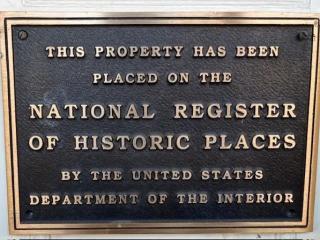 THIS PROPERTY HAS BEEN
PLACED ON THE
NATIONAL REGISTER
OF HISTORIC PLACES
BY THE UNITED STATES
DEPARTMENT OF THE INTERIOR